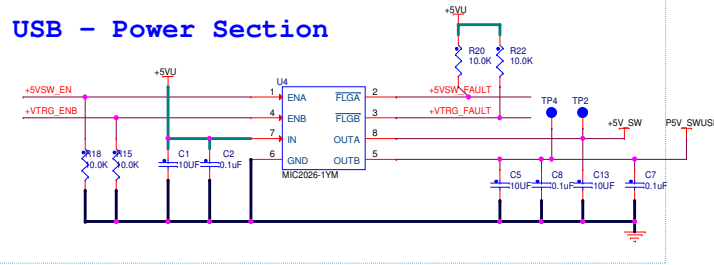 USB - Power Section
+5VU
R20
10.0K
R22
10.0K
+5VU
U4
+5VSW_EN
1
ENA
FLGA
2
+5VSW_FAULT
+VTRG_ENB
4
ENB
FLGB
3
+VTRG_FAULT
TP4
TP2
7
IN
OUTA
8
+5V_SW
P5V_SWUSB
6
GND
OUTB
5
MIC2026-1YM
R18
10.0K
R15
10.0K
C1
10UF
C2
0.1uF
C5
10UF
C8
0.1uF
C13
10UF
C7
0.1uF